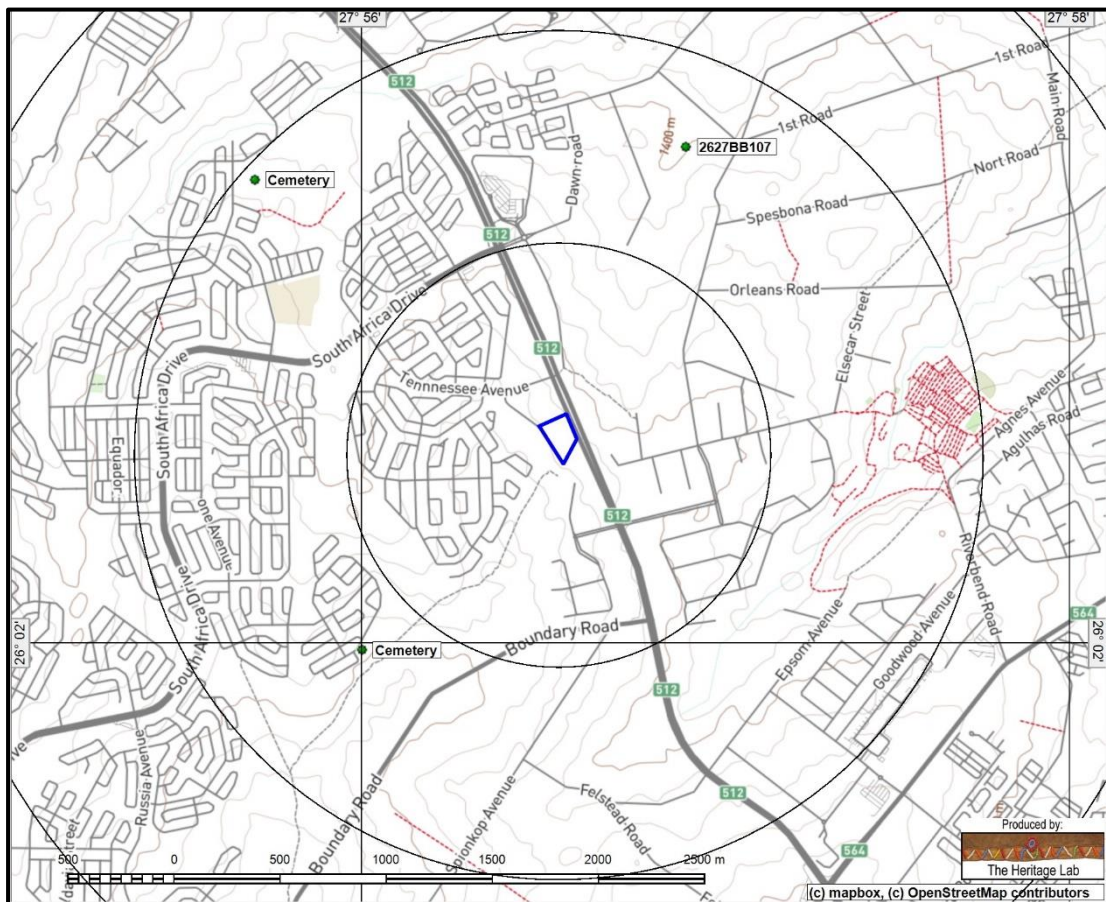 27° 56'
27° 58'
512
1st Road
Main Road
1st Road
1400 m
2627BB107
Dawn road
Nort Road
Cemetery
Spesbona Road
512
Orleans Road
South Africa Drive
South Africa Drive
512
Elsecar Street
Tennnessee Avenue
Agnes Avenue
Agulhas Road
Equador
South Africa Drive
one Avenue
512
Riverbend Road
564
26° 02'
26° 02'
Boundary Road
Cemetery
Epsom Avenue
Goodwood Avenue
South Africa Drive
512
Drive
Russia Avenue
Boundary Road
Spionkop Avenue
Felstead Road
512
564
E
Produced by:
The Heritage Lab
500
0
500
1000
1500
2000
2500 m
(c) mapbox, (c) OpenStreetMap contributors